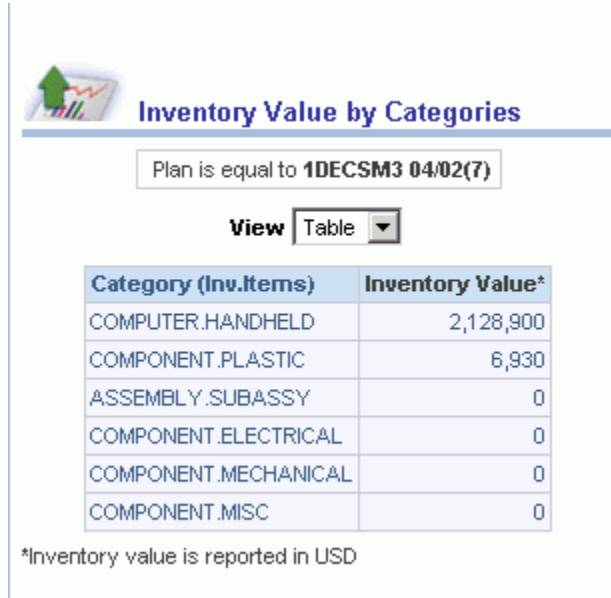 Inventory Value by Categories
Plan is equal to 1DECSM3 04/02(7)
View Table
Category (Inv.Items) Inventory Value*
COMPUTER.HANDHELD 2,128,900
COMPONENT.PLASTIC 6,930
ASSEMBLY.SUBASSY 0
COMPONENT.ELECTRICAL 0
COMPONENT.MECHANICAL 0
COMPONENT.MISC 0
*Inventory value is reported in USD